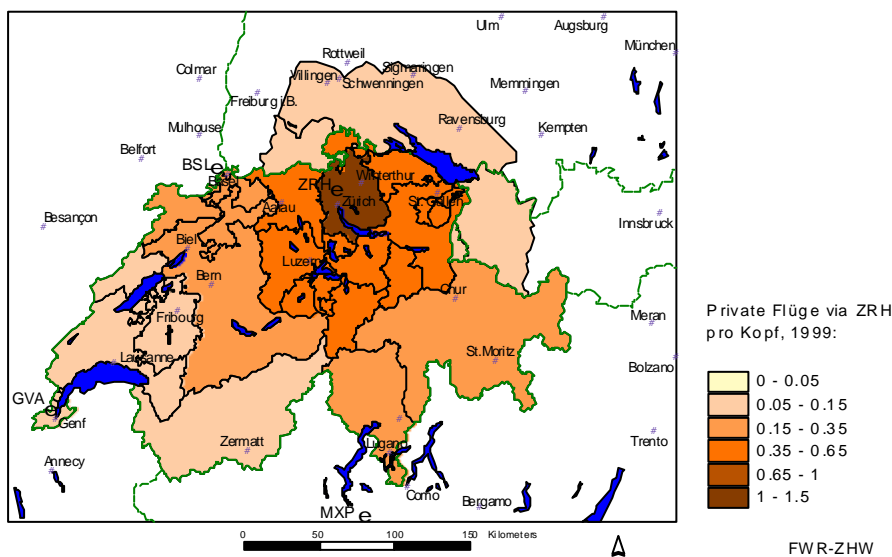 Ulm
Augsburg
München
Rottweil
Colmar
Villingen
Sigmaringen
Schwenningen
Memmingen
Freiburg i.B.
Mulhouse
Ravensburg
Kempten
Belfort
BSL
Basel
ZRH
Winterthur
Aarau
Zürich
St. Gallen
Besançon
Innsbruck
Biel
Luzern
Bern
Chur
Fribourg
Meran
Lausanne
St.Moritz
Bolzano
GVA
Genf
Zermatt
Lugano
Trento
Annecy
Como
Bergamo
MXP
Private Flüge via ZRH
pro Kopf, 1999:
0 - 0.05
0.05 - 0.15
0.15 - 0.35
0.35 - 0.65
0.65 - 1
1 - 1.5
0 50 100 150 Kilometers
FWR-ZHW